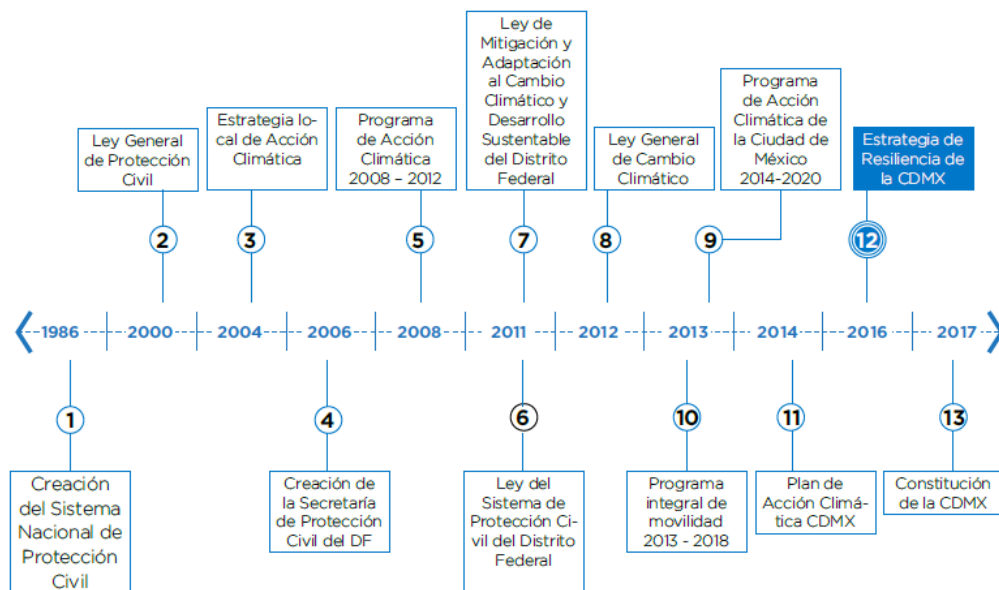 Ley General
de Protección
Civil
Estrategia lo-
cal de Acción
Climática
Programa
de Acción
Climática
2008 – 2012
Ley de
Mitigación y
Adaptación
al Cambio
Climático y
Desarrollo
Sustentable
del Distrito
Federal
Ley General
de Cambio
Climático
Programa
de Acción
Climática de
la Ciudad de
México
2014-2020
Estrategia de
Resiliencia de
la CDMX
2
3
5
7
8
9
12
1986
2000
2004
2006
2008
2011
2012
2013
2014
2016
2017
1
4
6
10
11
13
Creación
del Sistema
Nacional de
Protección
Civil
Creación de
la Secretaría
de Protección
Civil del DF
Ley del
Sistema de
Protección Ci-
vil del Distrito
Federal
Programa
integral de
movilidad
2013 - 2018
Plan de
Acción Climá-
tica CDMX
Constitución
de la CDMX